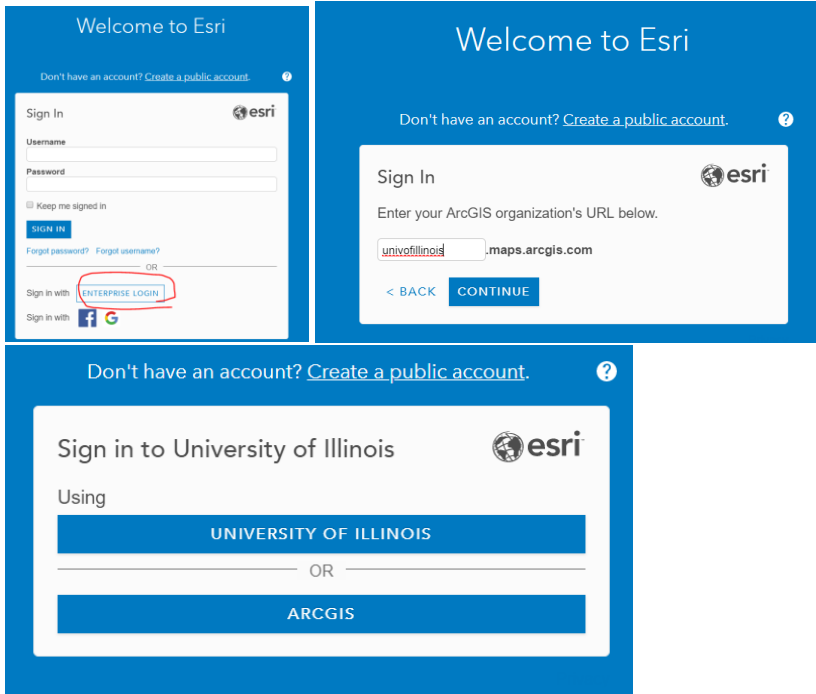 Welcome to Esri
Don't have an account? Create a public account.
?
Sign In
esri
Username
Password
Keep me signed in
SIGN IN
Forgot password? Forgot username?
OR
Sign in with ENTERPRISE LOGIN
Sign in with f G
Welcome to Esri
Don't have an account? Create a public account.
?
Sign In
esri
Enter your ArcGIS organization's URL below.
univofillinois .maps.arcgis.com
< BACK CONTINUE
Don't have an account? Create a public account.
?
Sign in to University of Illinois
esri
Using
UNIVERSITY OF ILLINOIS
OR
ARCGIS